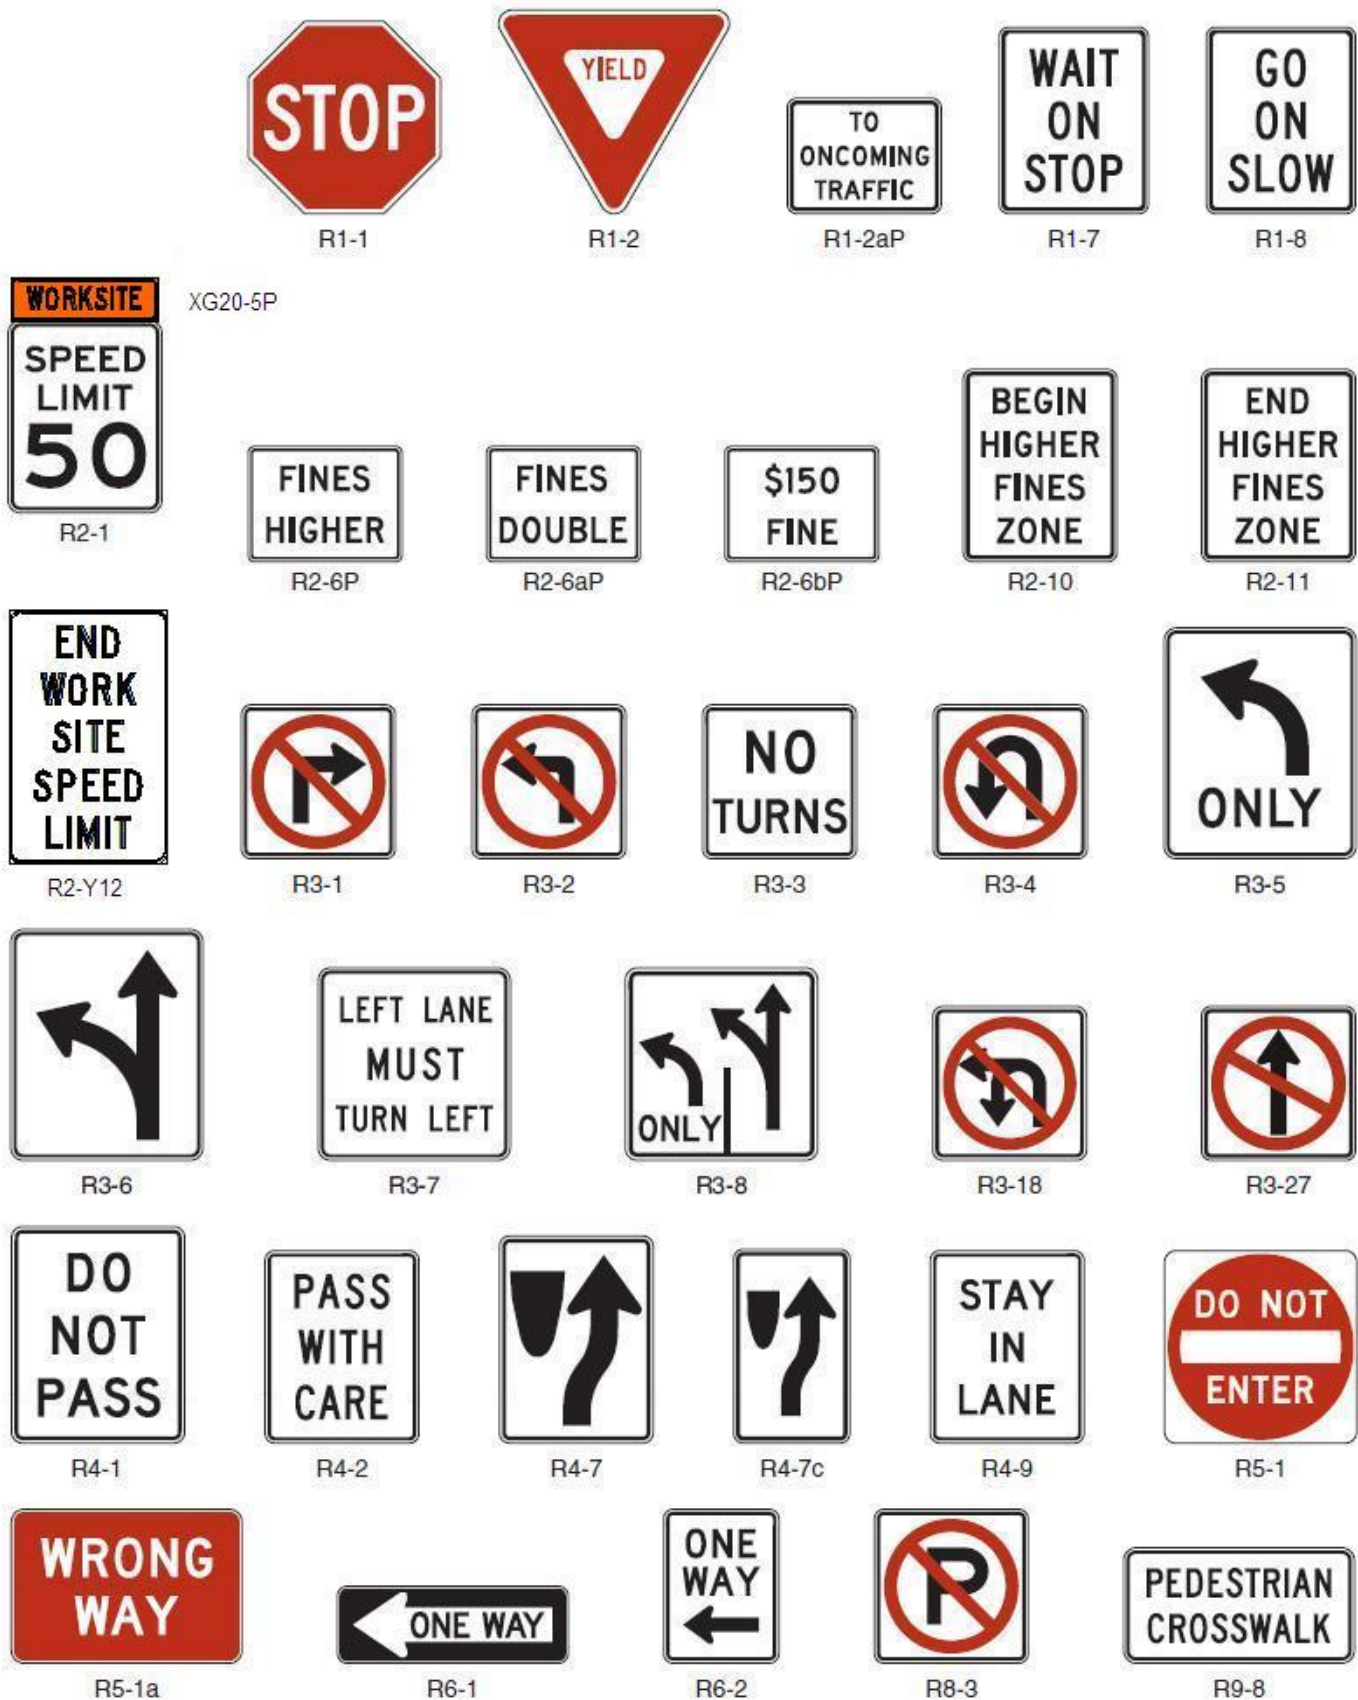 STOP
R1-1
YIELD
R1-2
TO
ONCOMING
TRAFFIC
R1-2aP
WAIT
ON
STOP
R1-7
GO
ON
SLOW
R1-8
WORKSITE
XG20-5P
SPEED
LIMIT
50
R2-1
FINES
HIGHER
R2-6P
FINES
DOUBLE
R2-6aP
$150
FINE
R2-6bP
BEGIN
HIGHER
FINES
ZONE
R2-10
END
HIGHER
FINES
ZONE
R2-11
END
WORK
SITE
SPEED
LIMIT
R2-Y12
R3-1
R3-2
NO
TURNS
R3-3
R3-4
ONLY
R3-5
R3-6
LEFT LANE
MUST
TURN LEFT
R3-7
ONLY
R3-8
R3-18
R3-27
DO
NOT
PASS
R4-1
PASS
WITH
CARE
R4-2
R4-7
R4-7c
STAY
IN
LANE
R4-9
DO NOT
ENTER
R5-1
WRONG
WAY
R5-1a
ONE WAY
R6-1
ONE
WAY
R6-2
P
R8-3
PEDESTRIAN
CROSSWALK
R9-8